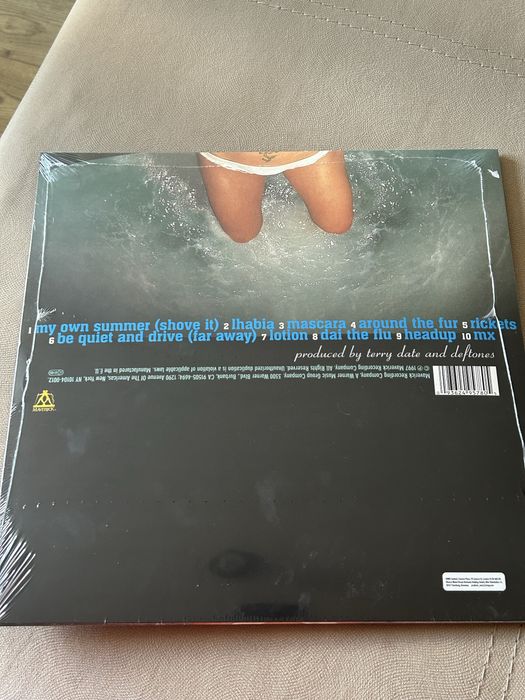 1 my own summer (shove it) 2 lhabia 3 mascara 4 around the fur 5 rickets
6 be quiet and drive (far away) 7 lotion 8 dai the flu 9 headup 10 mx
produced by terry date and deftones
Maverick Recording Company, A Warner Music Group Company, 3300 Warner Blvd., Burbank, CA 91505-4694; 1290 Avenue Of The Americas, New York, NY 10104-0012.
℗ © 1997 Maverick Recording Company. All Rights Reserved. Unauthorized duplication is a violation of applicable laws. Manufactured in the E.U.
MAVERICK